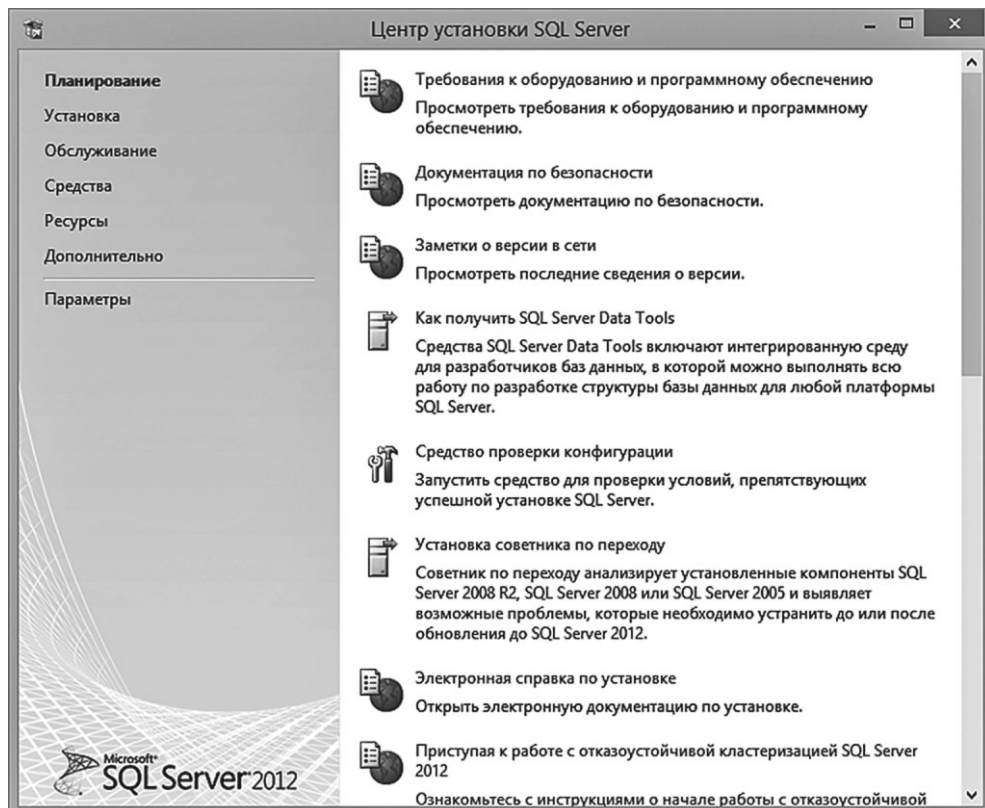 Центр установки SQL Server
Планирование
Установка
Обслуживание
Средства
Ресурсы
Дополнительно
Параметры
Требования к оборудованию и программному обеспечению
Просмотреть требования к оборудованию и программному
обеспечению.
Документация по безопасности
Просмотреть документацию по безопасности.
Заметки о версии в сети
Просмотреть последние сведения о версии.
Как получить SQL Server Data Tools
Средства SQL Server Data Tools включают интегрированную среду
для разработчиков баз данных, в которой можно выполнять всю
работу по разработке структуры базы данных для любой платформы
SQL Server.
Средство проверки конфигурации
Запустить средство для проверки условий, препятствующих
успешной установке SQL Server.
Установка советника по переходу
Советник по переходу анализирует установленные компоненты SQL
Server 2008 R2, SQL Server 2008 или SQL Server 2005 и выявляет
возможные проблемы, которые необходимо устранить до или после
обновления до SQL Server 2012.
Электронная справка по установке
Открыть электронную документацию по установке.
Приступая к работе с отказоустойчивой кластеризацией SQL Server
2012
Ознакомьтесь с инструкциями о начале работы с отказоустойчивой
Microsoft
SQL Server 2012